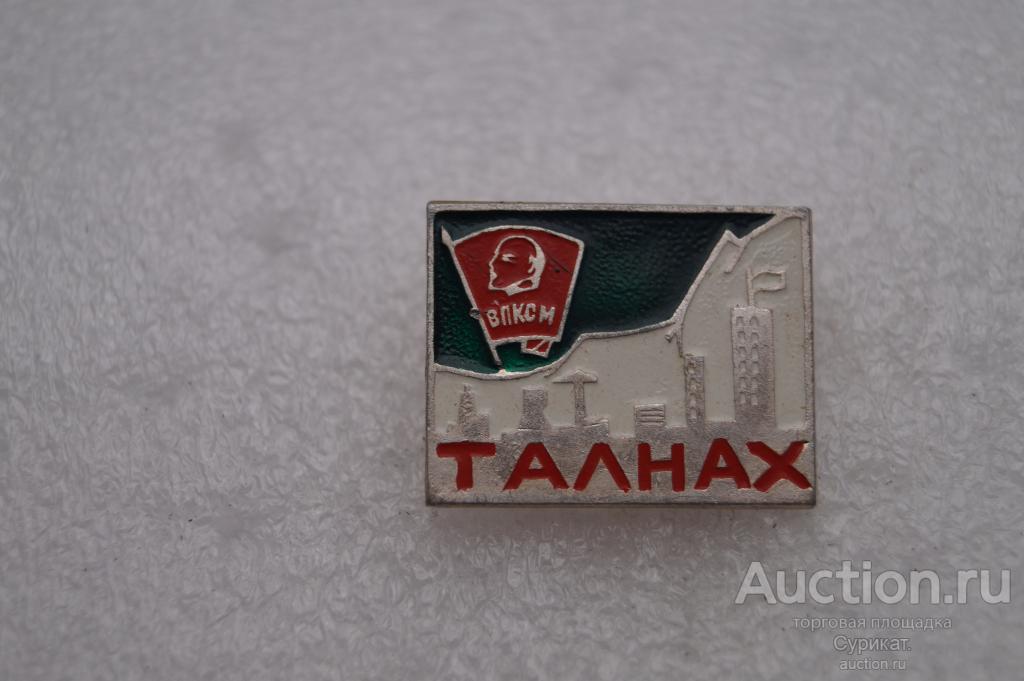 ВЛКСМ
ТАЛНАХ
Auction.ru
торговая площадка
Сурикат.
auction.ru